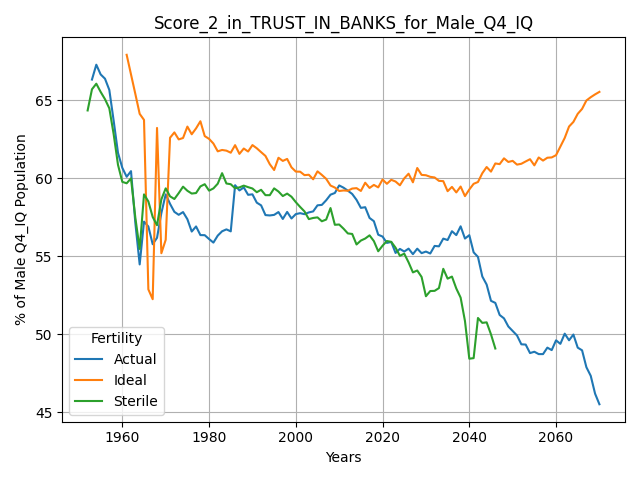 Score_2_in_TRUST_IN_BANKS_for_Male_Q4_IQ
% of Male Q4_IQ Population
65
60
55
50
45
Fertility
Actual
Ideal
Sterile
1960 1980 2000 2020 2040 2060
Years